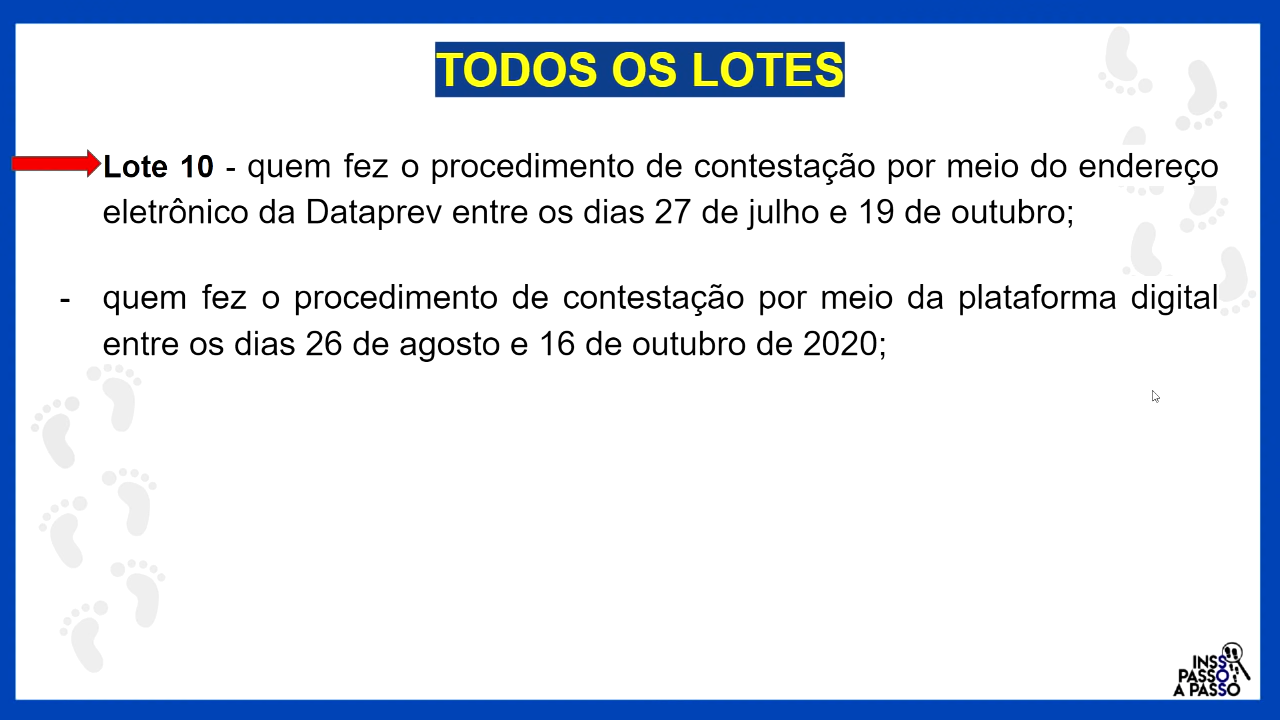 TODOS OS LOTES
Lote 10 - quem fez o procedimento de contestação por meio do endereço
eletrônico da Dataprev entre os dias 27 de julho e 19 de outubro;
- quem fez o procedimento de contestação por meio da plataforma digital
entre os dias 26 de agosto e 16 de outubro de 2020;
INSS
PASSO
A PASSO